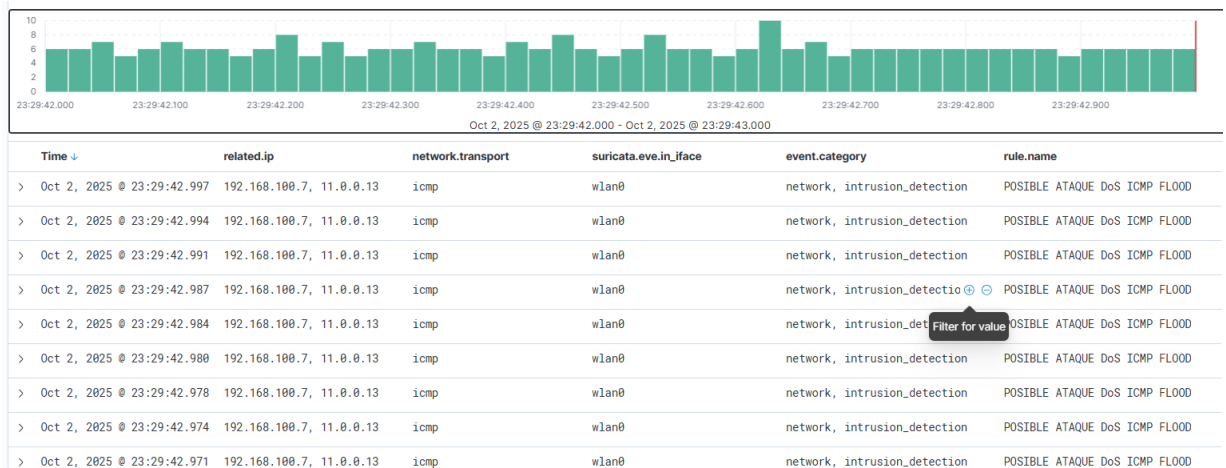 10
8
6
4
2
0
23:29:42.000 23:29:42.100 23:29:42.200 23:29:42.300 23:29:42.400 23:29:42.500 23:29:42.600 23:29:42.700 23:29:42.800 23:29:42.900
Oct 2, 2025 @ 23:29:42.000 - Oct 2, 2025 @ 23:29:43.000
Time related.ip network.transport suricata.eve.in_iface event.category rule.name
Oct 2, 2025 @ 23:29:42.997 192.168.100.7, 11.0.0.13 icmp wlan0 network, intrusion_detection POSIBLE ATAQUE DoS ICMP FLOOD
Oct 2, 2025 @ 23:29:42.994 192.168.100.7, 11.0.0.13 icmp wlan0 network, intrusion_detection POSIBLE ATAQUE DoS ICMP FLOOD
Oct 2, 2025 @ 23:29:42.991 192.168.100.7, 11.0.0.13 icmp wlan0 network, intrusion_detection POSIBLE ATAQUE DoS ICMP FLOOD
Oct 2, 2025 @ 23:29:42.987 192.168.100.7, 11.0.0.13 icmp wlan0 network, intrusion_detectio POSIBLE ATAQUE DoS ICMP FLOOD
Oct 2, 2025 @ 23:29:42.984 192.168.100.7, 11.0.0.13 icmp wlan0 network, intrusion_det Filter for value POSIBLE ATAQUE DoS ICMP FLOOD
Oct 2, 2025 @ 23:29:42.980 192.168.100.7, 11.0.0.13 icmp wlan0 network, intrusion_detection POSIBLE ATAQUE DoS ICMP FLOOD
Oct 2, 2025 @ 23:29:42.978 192.168.100.7, 11.0.0.13 icmp wlan0 network, intrusion_detection POSIBLE ATAQUE DoS ICMP FLOOD
Oct 2, 2025 @ 23:29:42.974 192.168.100.7, 11.0.0.13 icmp wlan0 network, intrusion_detection POSIBLE ATAQUE DoS ICMP FLOOD
Oct 2, 2025 @ 23:29:42.971 192.168.100.7, 11.0.0.13 icmp wlan0 network, intrusion_detection POSIBLE ATAQUE DoS ICMP FLOOD